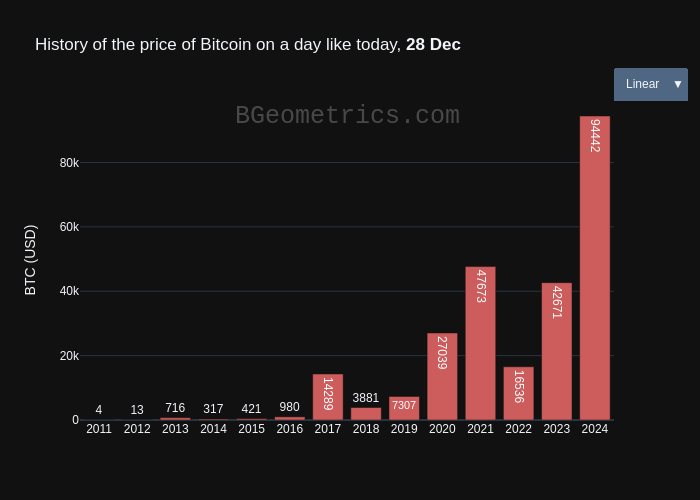 History of the price of Bitcoin on a day like today, 28 Dec
Linear ▼
BGeometrics.com
BTC (USD)
80k
60k
40k
20k
0
4
13
716
317
421
980
14289
3881
7307
27039
47673
16536
42671
94442
2011 2012 2013 2014 2015 2016 2017 2018 2019 2020 2021 2022 2023 2024